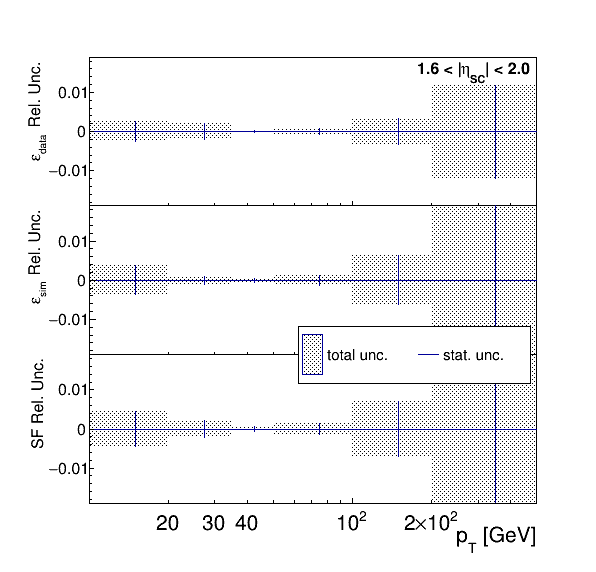 1.6 < |η_SC| < 2.0
ε_data Rel. Unc.
0.01
0
−0.01
ε_sim Rel. Unc.
0.01
0
−0.01
total unc.
stat. unc.
SF Rel. Unc.
0.01
0
−0.01
20 30 40 10² 2×10²
p_T [GeV]